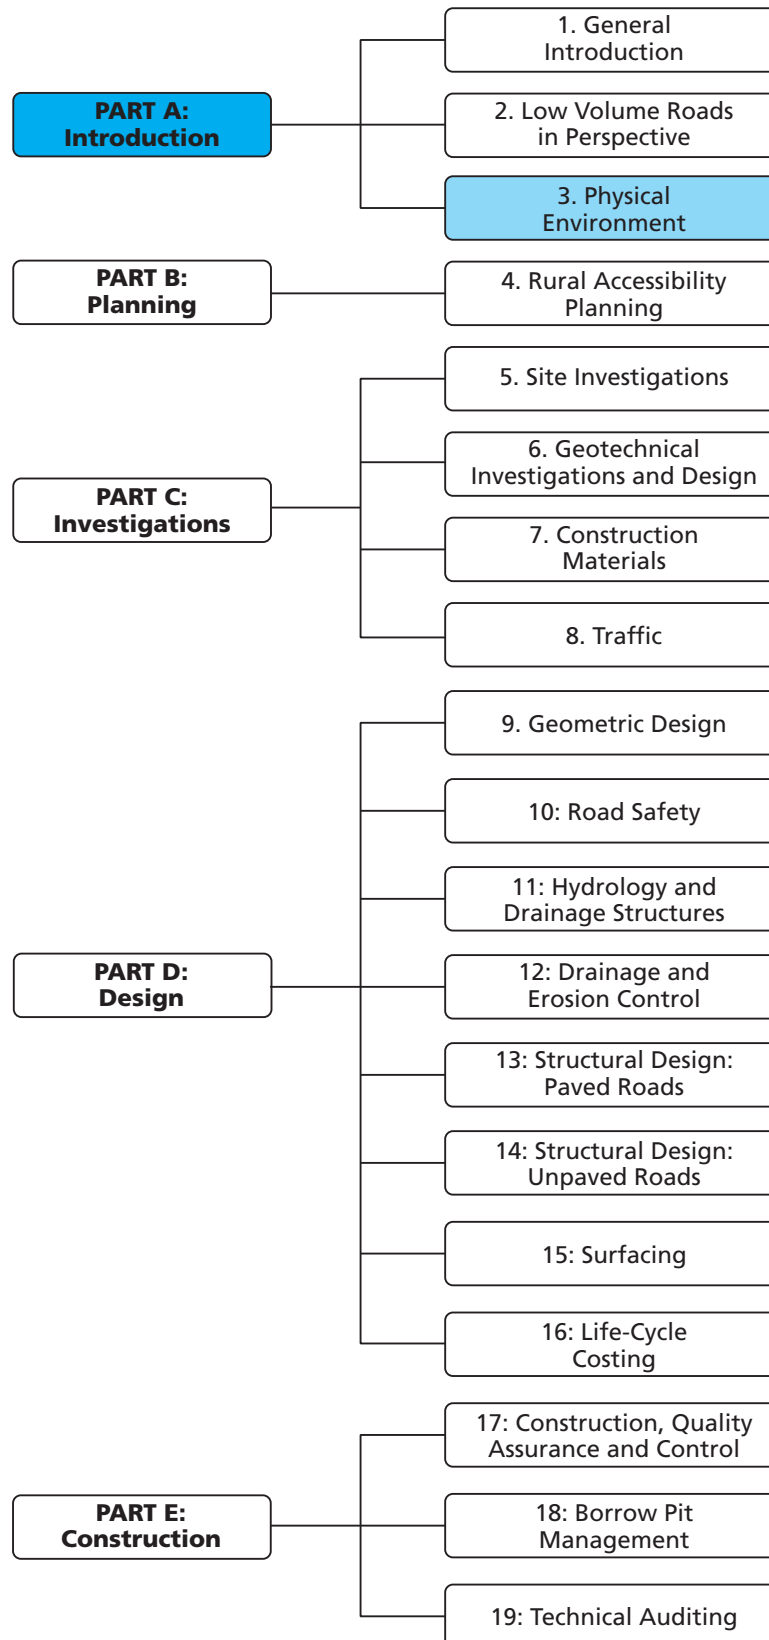 1. General
Introduction
PART A:
Introduction
2. Low Volume Roads
in Perspective
3. Physical
Environment
PART B:
Planning
4. Rural Accessibility
Planning
5. Site Investigations
6. Geotechnical
Investigations and Design
PART C:
Investigations
7. Construction
Materials
8. Traffic
9. Geometric Design
10: Road Safety
11: Hydrology and
Drainage Structures
PART D:
Design
12: Drainage and
Erosion Control
13: Structural Design:
Paved Roads
14: Structural Design:
Unpaved Roads
15: Surfacing
16: Life-Cycle
Costing
17: Construction, Quality
Assurance and Control
PART E:
Construction
18: Borrow Pit
Management
19: Technical Auditing